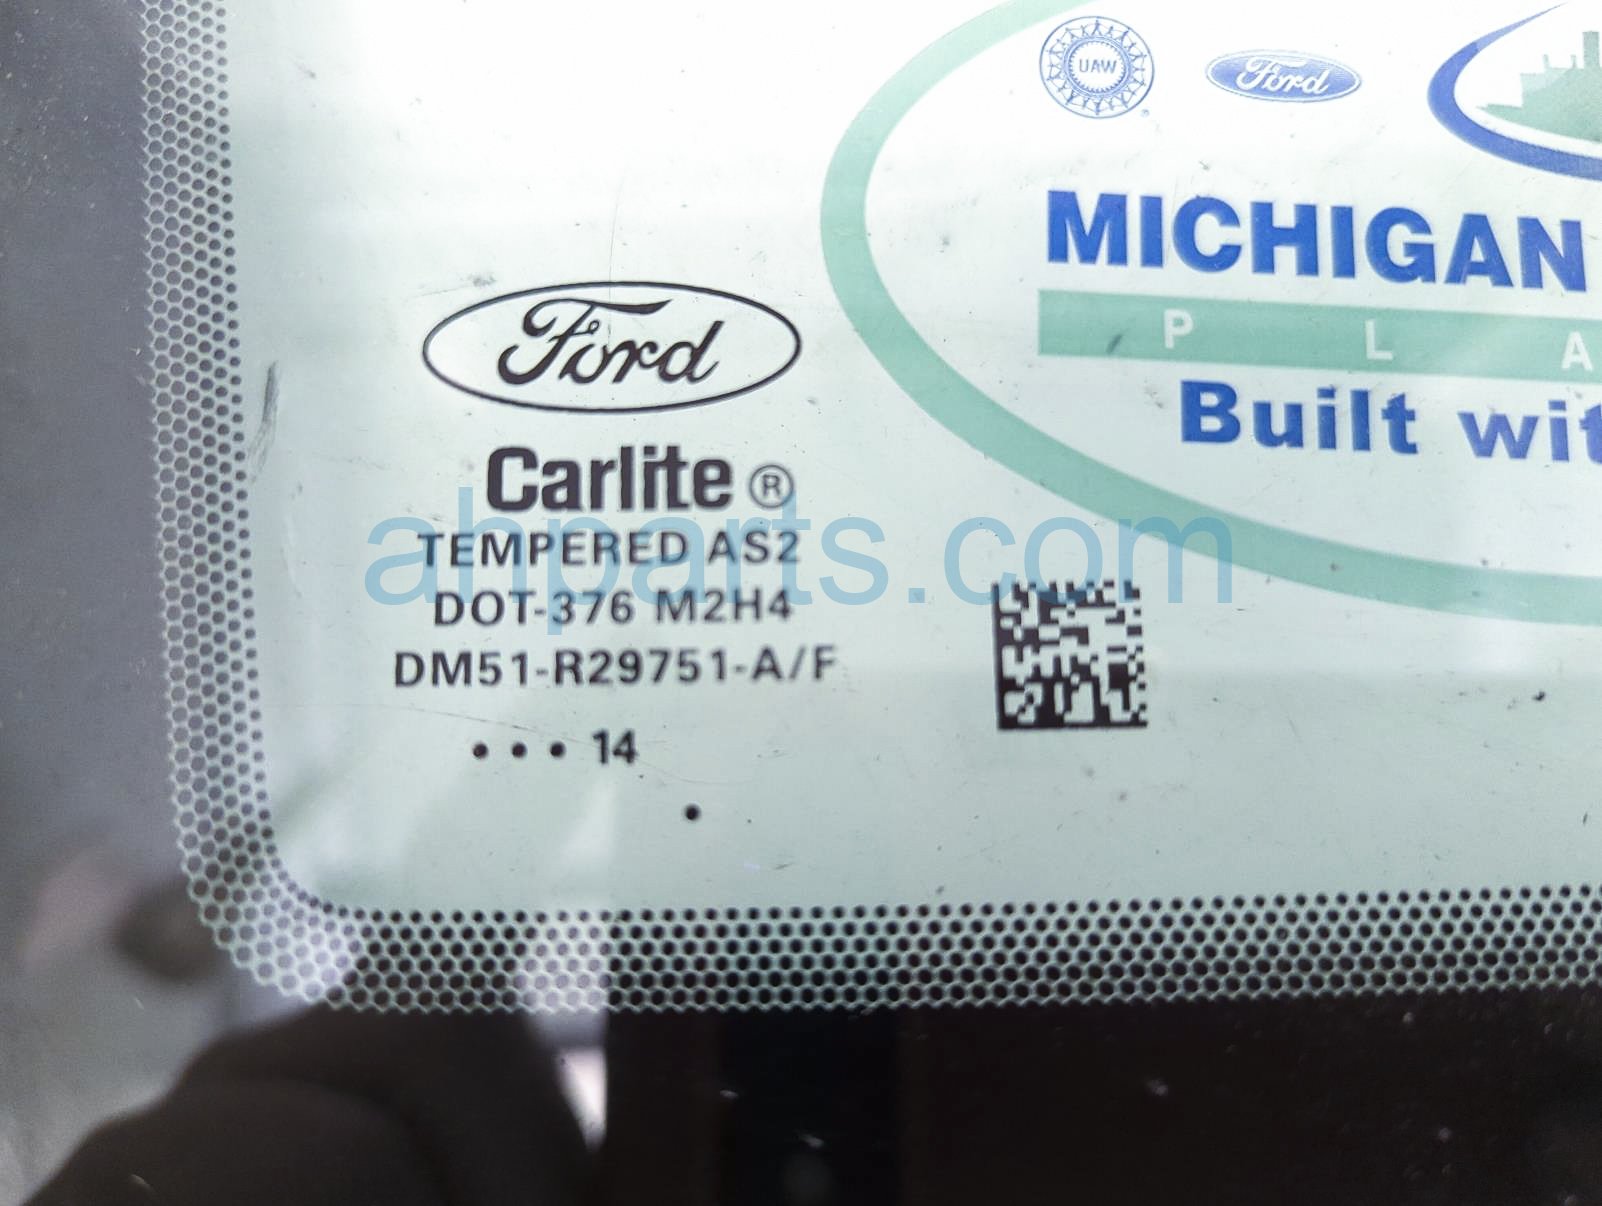 UAW
Ford
MICHIGAN
P L A
Built wit
Ford
Carlite ®
TEMPERED AS2
DOT-376 M2H4
DM51-R29751-A/F
• • • 14
ahparts.com